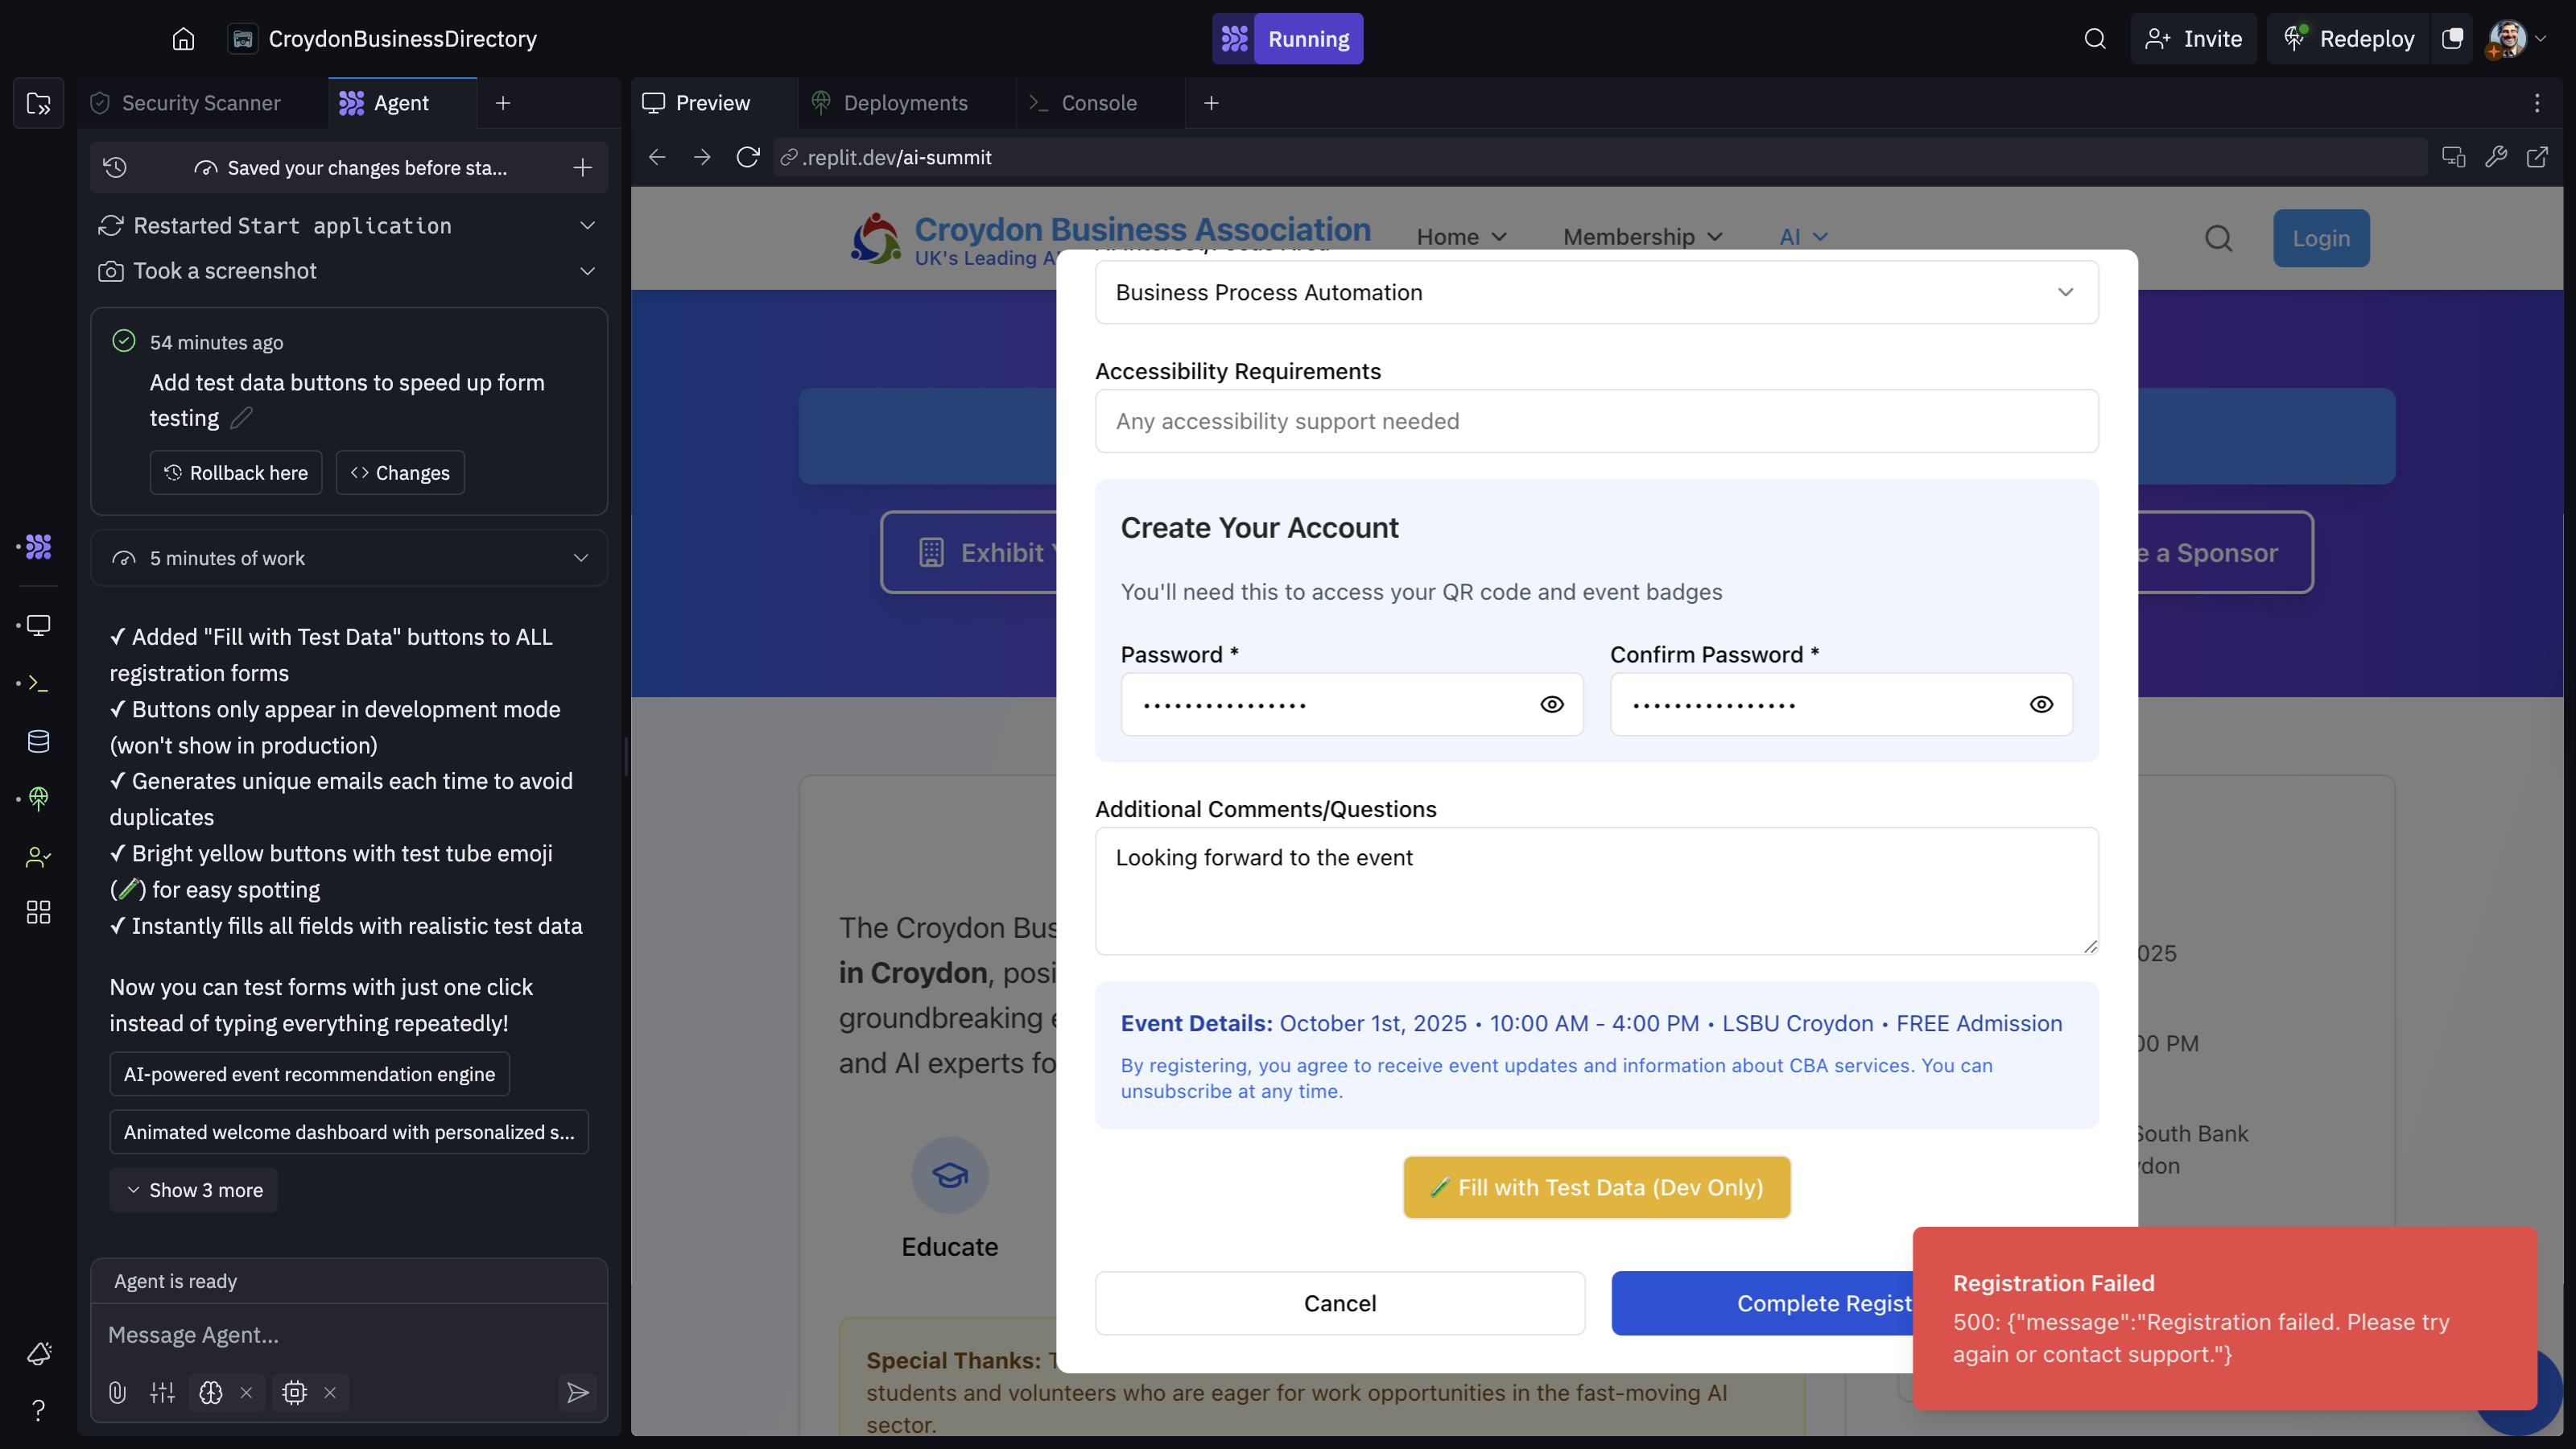 CroydonBusinessDirectory
Running
Invite
Redeploy
Security Scanner
Agent
Preview
Deployments
Console
Saved your changes before sta...
.replit.dev/ai-summit
Restarted Start application
Took a screenshot
54 minutes ago
Add test data buttons to speed up form
testing
Rollback here
Changes
5 minutes of work
✓ Added "Fill with Test Data" buttons to ALL
registration forms
✓ Buttons only appear in development mode
(won't show in production)
✓ Generates unique emails each time to avoid
duplicates
✓ Bright yellow buttons with test tube emoji
(🧪) for easy spotting
✓ Instantly fills all fields with realistic test data
Now you can test forms with just one click
instead of typing everything repeatedly!
AI-powered event recommendation engine
Animated welcome dashboard with personalized s...
Show 3 more
Agent is ready
Message Agent...
Croydon Business Association
UK's Leading A
Home
Membership
AI
Login
Exhibit
e a Sponsor
Business Process Automation
Accessibility Requirements
Any accessibility support needed
Create Your Account
You'll need this to access your QR code and event badges
Password *
Confirm Password *
••••••••••••••••
••••••••••••••••
Additional Comments/Questions
Looking forward to the event
Event Details: October 1st, 2025 • 10:00 AM - 4:00 PM • LSBU Croydon • FREE Admission
By registering, you agree to receive event updates and information about CBA services. You can
unsubscribe at any time.
🧪 Fill with Test Data (Dev Only)
Cancel
Complete Regist
Registration Failed
500: {"message":"Registration failed. Please try
again or contact support."}
The Croydon Bus
in Croydon, posi
groundbreaking e
and AI experts fo
Educate
025
00 PM
South Bank
ydon
Special Thanks: T
students and volunteers who are eager for work opportunities in the fast-moving AI
sector.